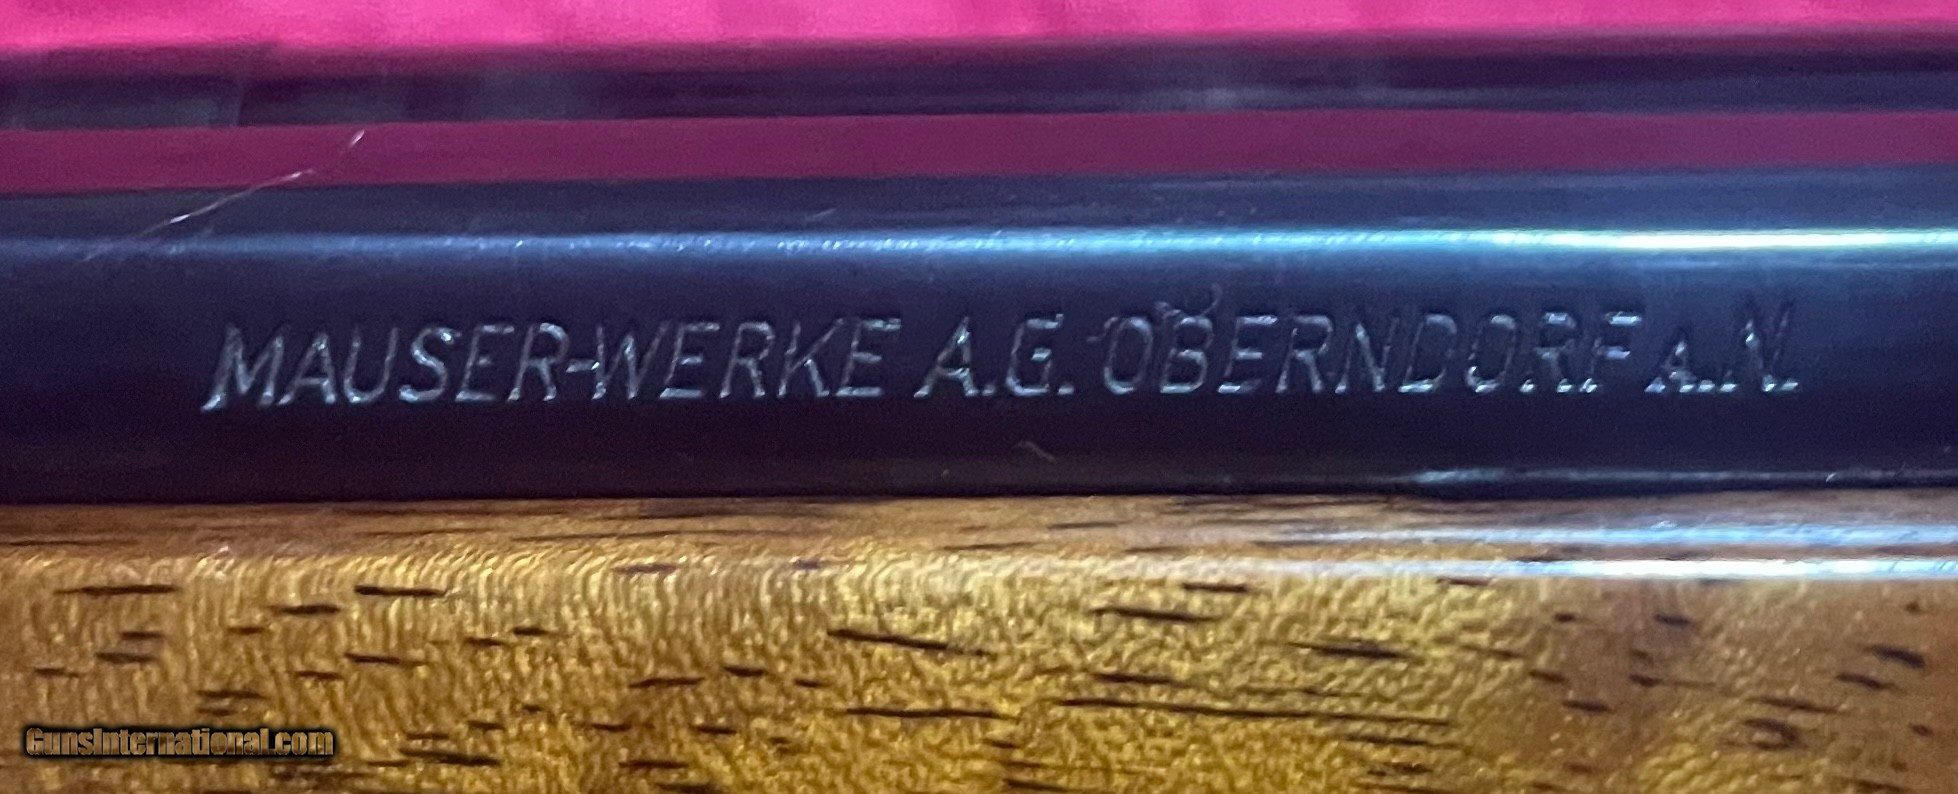 MAUSER-WERKE A.G. OBERNDORF A.N.
GunsInternational.com